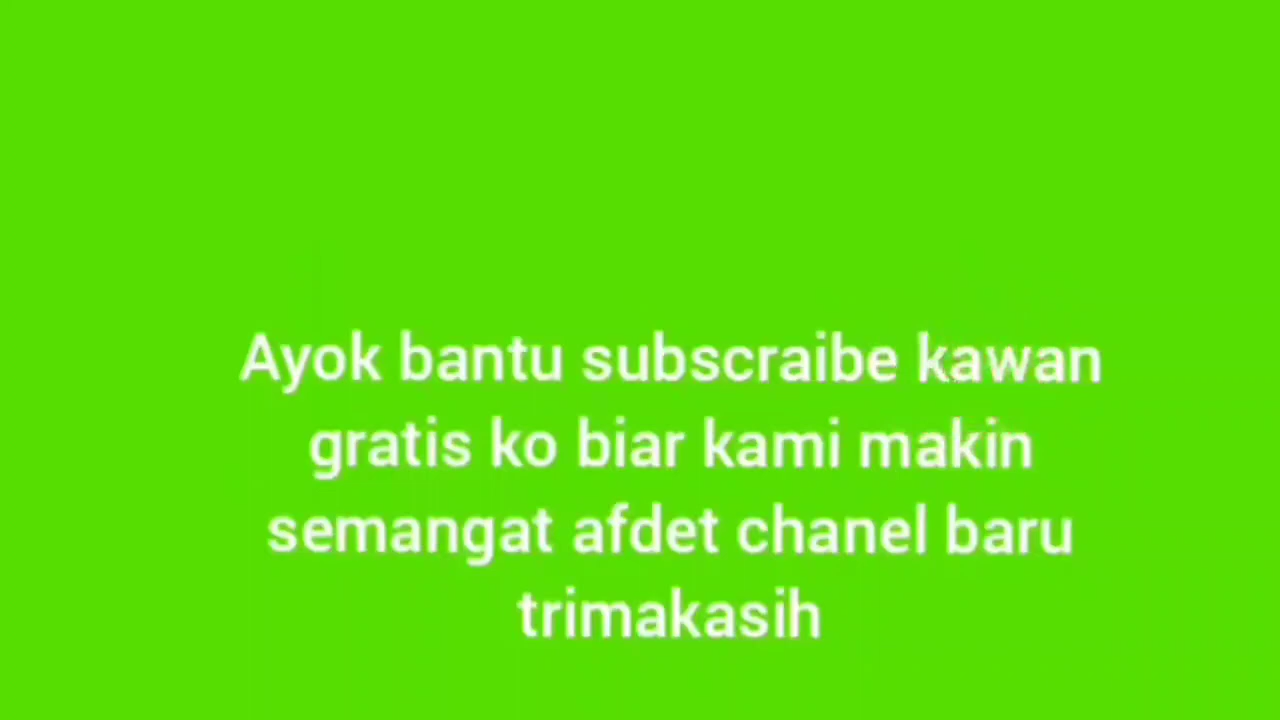 Ayok bantu subscraibe kawan
gratis ko biar kami makin
semangat afdet chanel baru
trimakasih